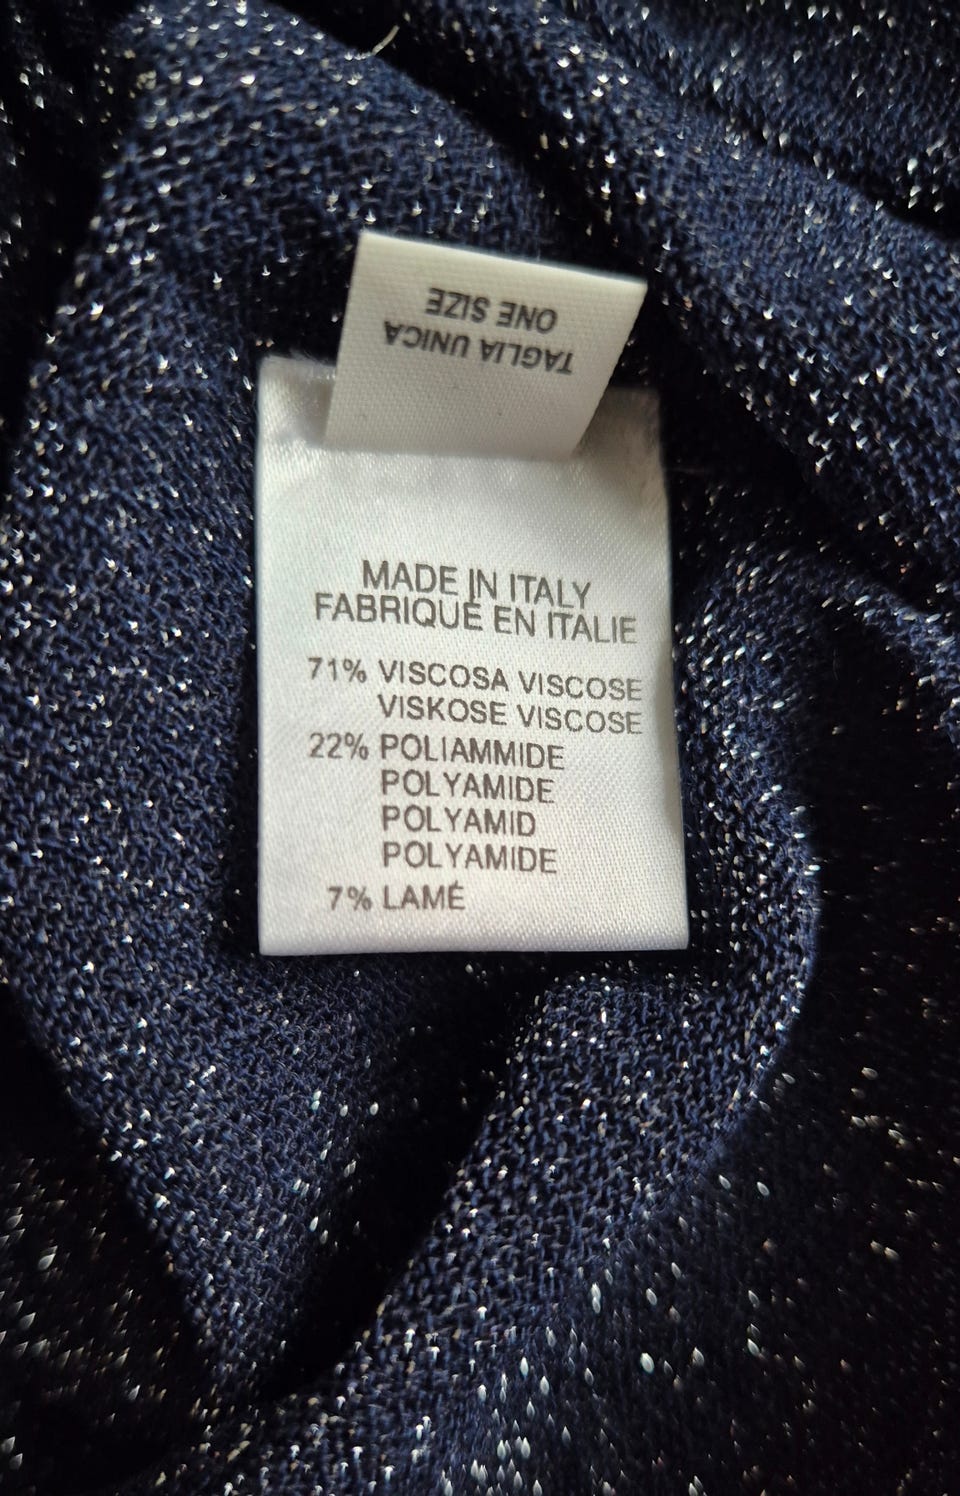 TAGLIA UNICA
ONE SIZE
MADE IN ITALY
FABRIQUÉ EN ITALIE
71% VISCOSA VISCOSE
VISKOSE VISCOSE
22% POLIAMMIDE
POLYAMIDE
POLYAMID
POLYAMIDE
7% LAMÉ